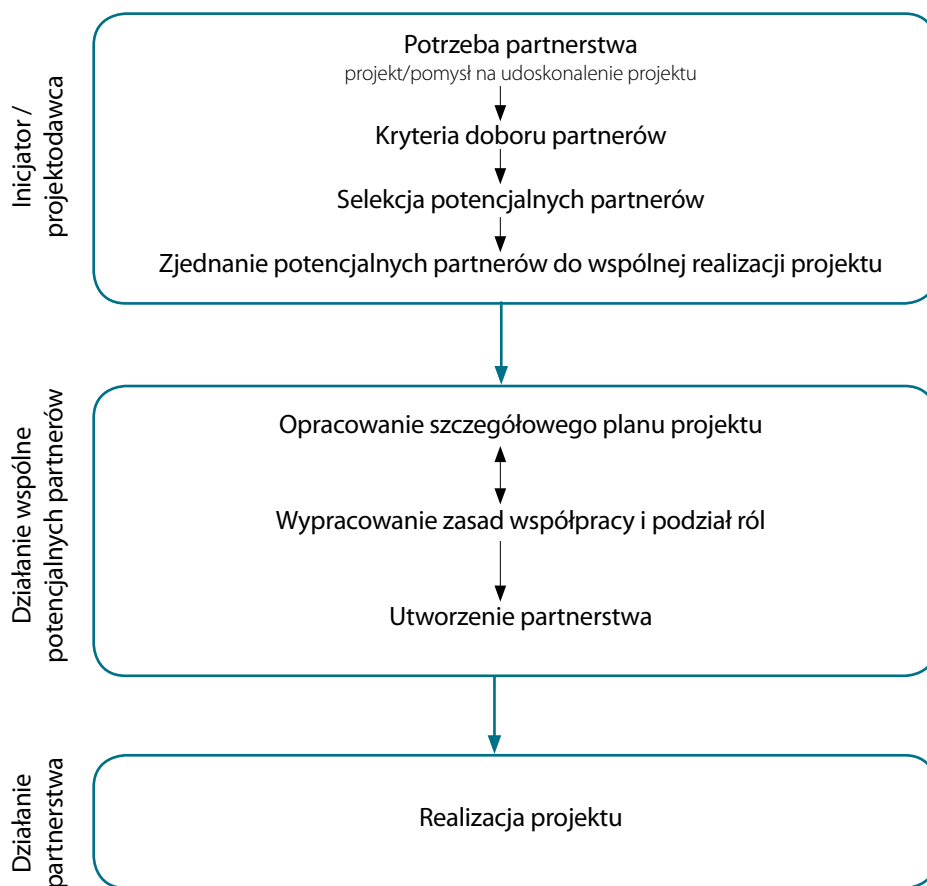 Inicjator /
projektodawca
Potrzeba partnerstwa
projekt/pomysł na udoskonalenie projektu
Kryteria doboru partnerów
Selekcja potencjalnych partnerów
Zjednanie potencjalnych partnerów do wspólnej realizacji projektu
Działanie wspólne
potencjalnych partnerów
Opracowanie szczegółowego planu projektu
Wypracowanie zasad współpracy i podział ról
Utworzenie partnerstwa
Działanie
partnerstwa
Realizacja projektu